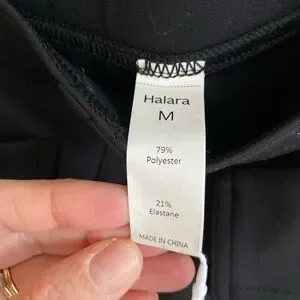 Halara
M
79%
Polyester
21%
Elastane
MADE IN CHINA